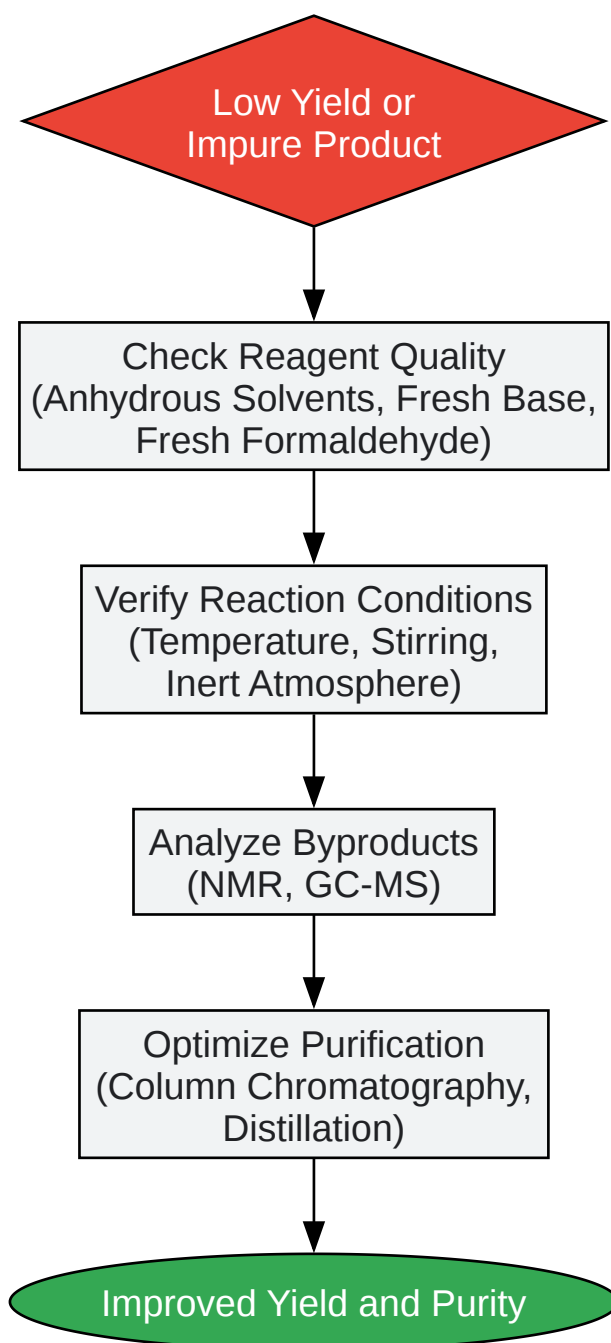 Low Yield or
Impure Product
Check Reagent Quality
(Anhydrous Solvents, Fresh Base,
Fresh Formaldehyde)
Verify Reaction Conditions
(Temperature, Stirring,
Inert Atmosphere)
Analyze Byproducts
(NMR, GC-MS)
Optimize Purification
(Column Chromatography,
Distillation)
Improved Yield and Purity